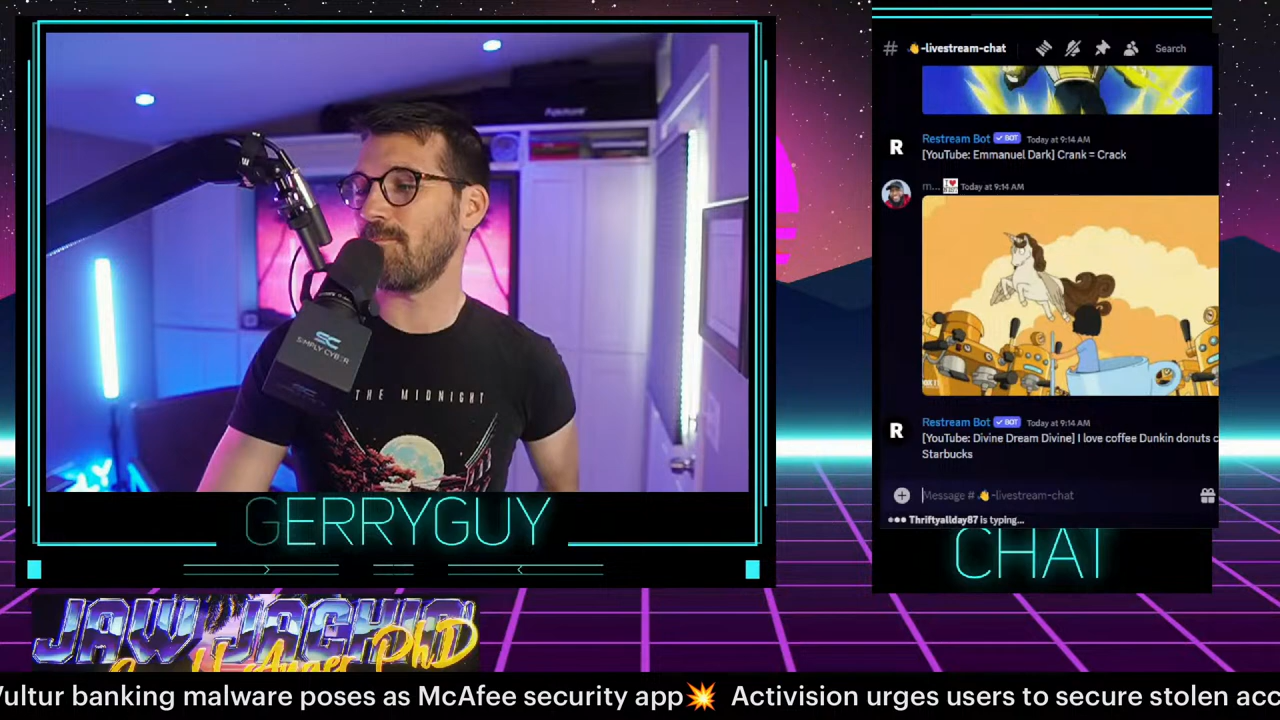 # 👋-livestream-chat
Search
Restream Bot ✓ BOT Today at 9:14 AM
[YouTube: Emmanuel Dark] Crank = Crack
m... Today at 9:14 AM
Restream Bot ✓ BOT Today at 9:14 AM
[YouTube: Divine Dream Divine] I love coffee Dunkin donuts c
Starbucks
Message # 👋-livestream-chat
Thriftyallday87 is typing...
SC
SIMPLY CYBER
THE MIDNIGHT
GERRYGUY
CHAT
JAWJACKIN
PhD
Vultur banking malware poses as McAfee security app💥 Activision urges users to secure stolen acc